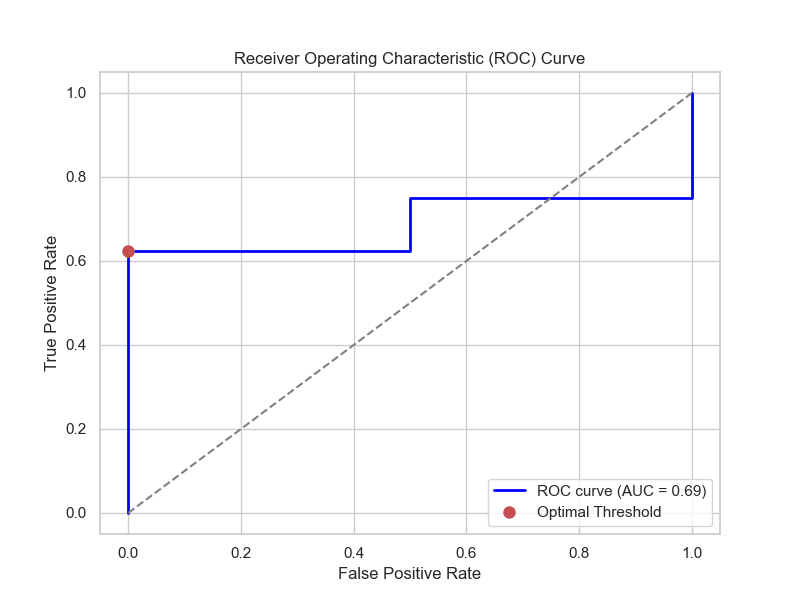 Receiver Operating Characteristic (ROC) Curve
True Positive Rate
1.0
0.8
0.6
0.4
0.2
0.0
ROC curve (AUC = 0.69)
Optimal Threshold
0.0 0.2 0.4 0.6 0.8 1.0
False Positive Rate